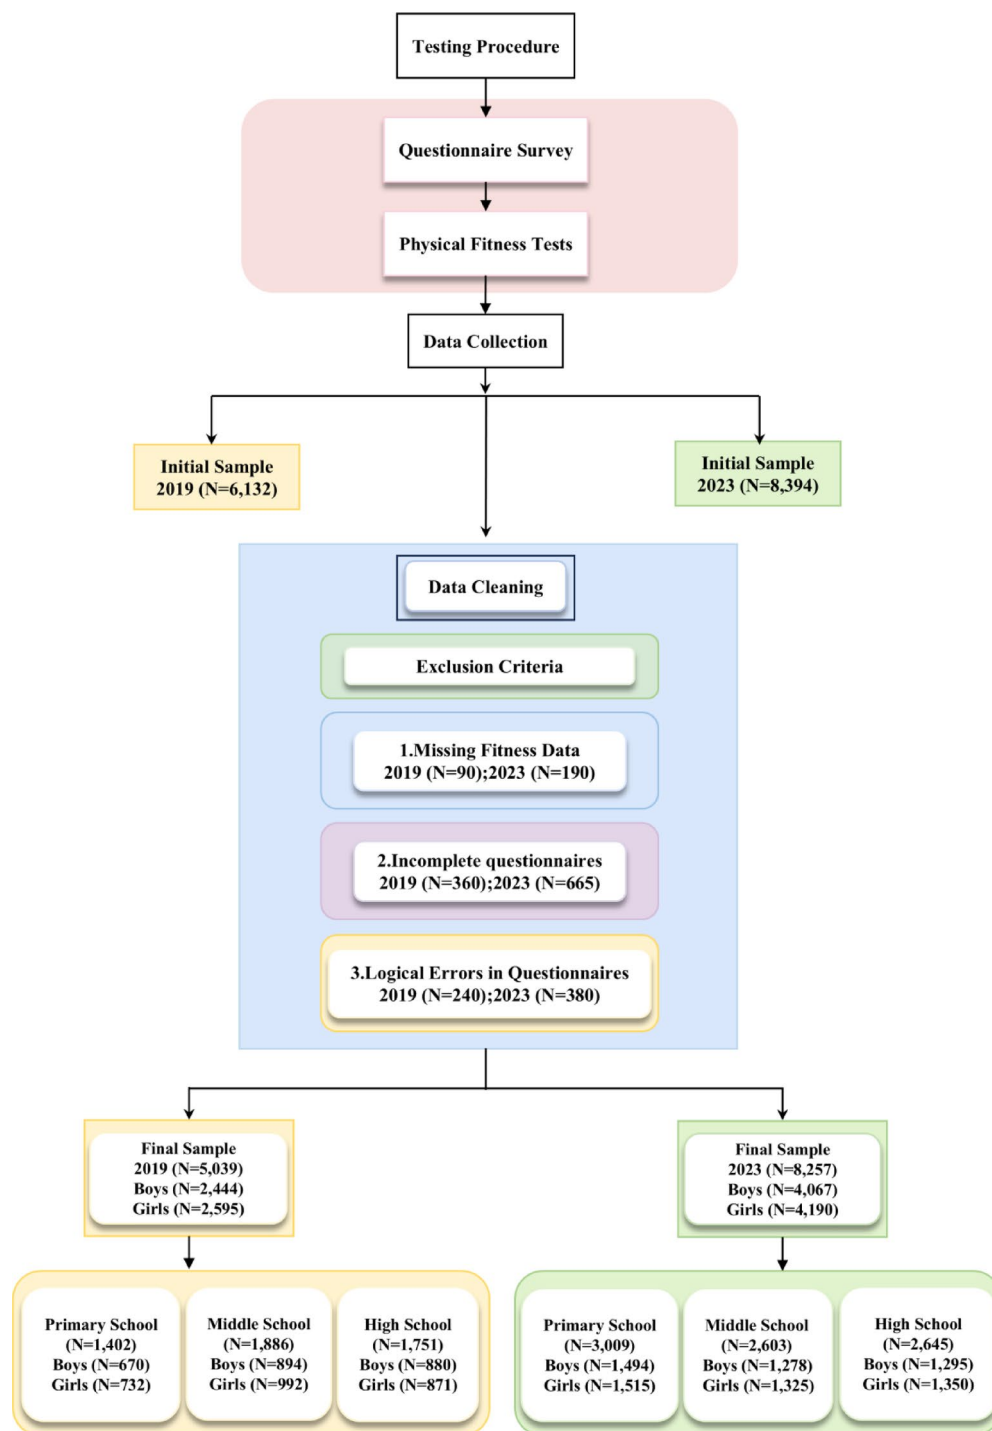 Testing Procedure
Questionnaire Survey
Physical Fitness Tests
Data Collection
Initial Sample
2019 (N=6,132)
Initial Sample
2023 (N=8,394)
Data Cleaning
Exclusion Criteria
1.Missing Fitness Data
2019 (N=90);2023 (N=190)
2.Incomplete questionnaires
2019 (N=360);2023 (N=665)
3.Logical Errors in Questionnaires
2019 (N=240);2023 (N=380)
Final Sample
2019 (N=5,039)
Boys (N=2,444)
Girls (N=2,595)
Final Sample
2023 (N=8,257)
Boys (N=4,067)
Girls (N=4,190)
Primary School
(N=1,402)
Boys (N=670)
Girls (N=732)
Middle School
(N=1,886)
Boys (N=894)
Girls (N=992)
High School
(N=1,751)
Boys (N=880)
Girls (N=871)
Primary School
(N=3,009)
Boys (N=1,494)
Girls (N=1,515)
Middle School
(N=2,603)
Boys (N=1,278)
Girls (N=1,325)
High School
(N=2,645)
Boys (N=1,295)
Girls (N=1,350)